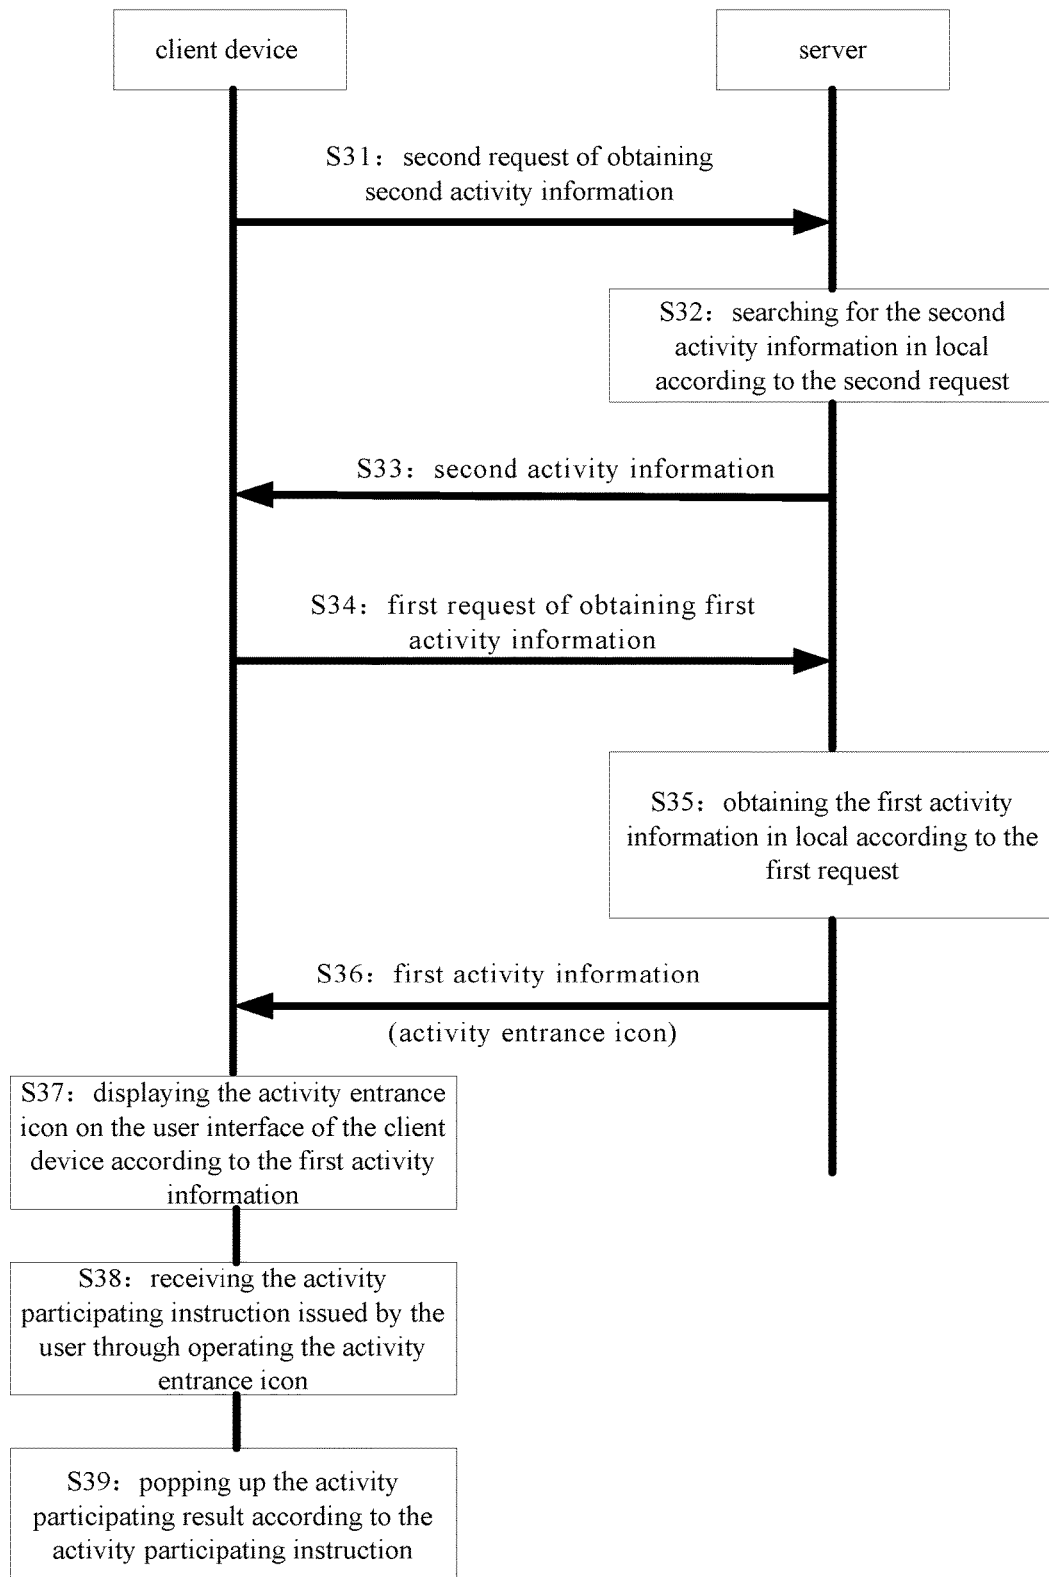 client device
server
S31：second request of obtaining
second activity information
S32：searching for the second
activity information in local
according to the second request
S33：second activity information
S34：first request of obtaining first
activity information
S35：obtaining the first activity
information in local according to the
first request
S36：first activity information
(activity entrance icon)
S37：displaying the activity entrance
icon on the user interface of the client
device according to the first activity
information
S38：receiving the activity
participating instruction issued by the
user through operating the activity
entrance icon
S39：popping up the activity
participating result according to the
activity participating instruction